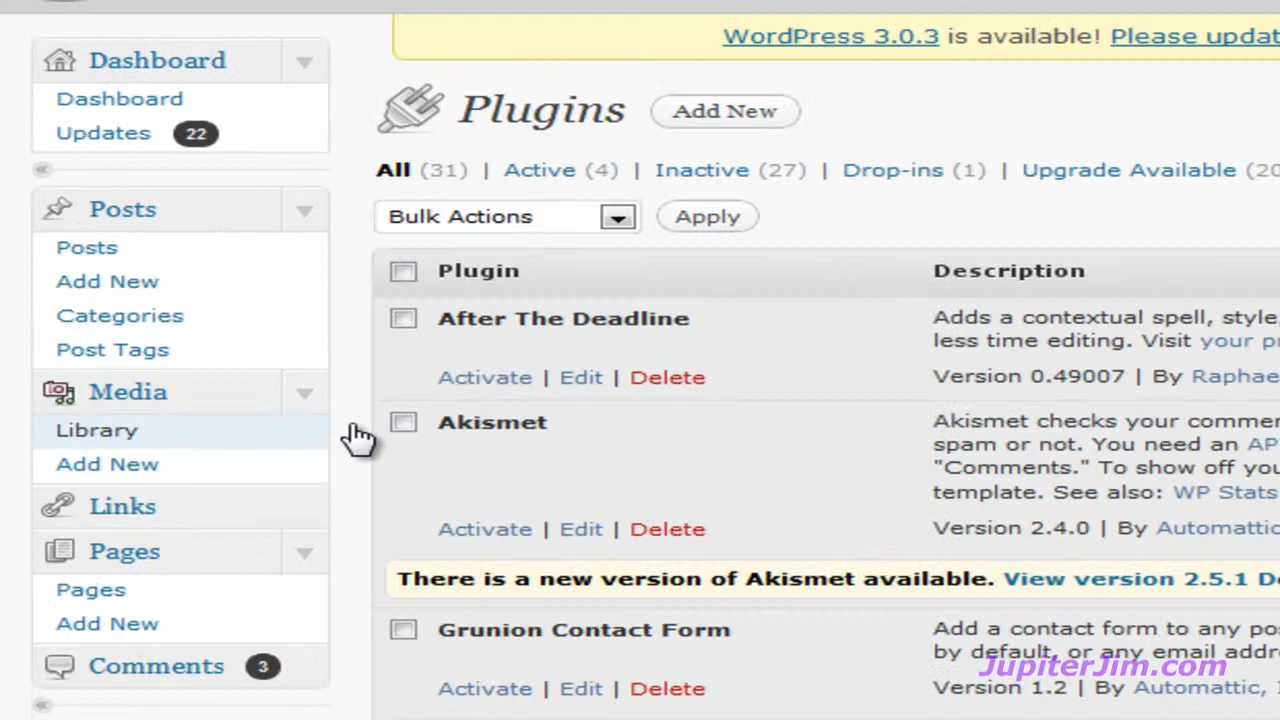 Dashboard
Dashboard
Updates 22
Posts
Posts
Add New
Categories
Post Tags
Media
Library
Add New
Links
Pages
Pages
Add New
Comments 3
WordPress 3.0.3 is available! Please updat
Plugins Add New
All (31) | Active (4) | Inactive (27) | Drop-ins (1) | Upgrade Available (20
Bulk Actions Apply
Plugin Description
After The Deadline
Adds a contextual spell, style,
less time editing. Visit your pr
Activate | Edit | Delete
Version 0.49007 | By Raphae
Akismet
Akismet checks your commen
spam or not. You need an AP
"Comments." To show off you
template. See also: WP Stats
Activate | Edit | Delete
Version 2.4.0 | By Automattic
There is a new version of Akismet available. View version 2.5.1 De
Grunion Contact Form
Add a contact form to any pos
by default, or any email addre
Activate | Edit | Delete
Version 1.2 | By Automattic,
JupiterJim.com